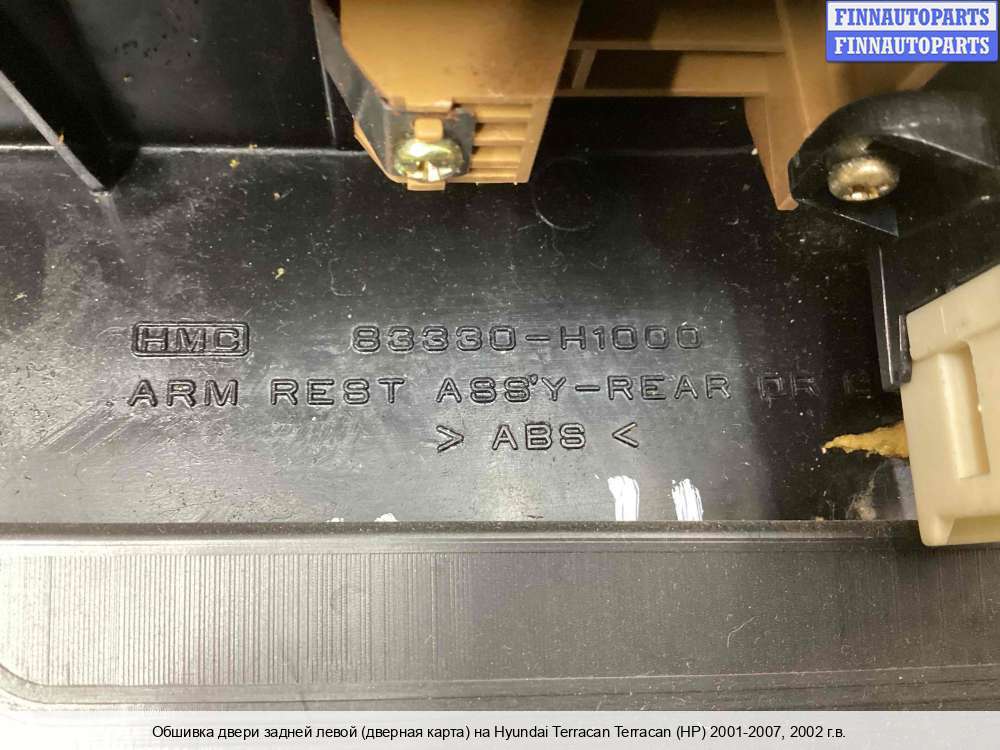 FINNAUTOPARTS
FINNAUTOPARTS
HMC 83330-H1000
ARM REST ASS'Y-REAR DR
> ABS <
Обшивка двери задней левой (дверная карта) на Hyundai Terracan Terracan (HP) 2001-2007, 2002 г.в.